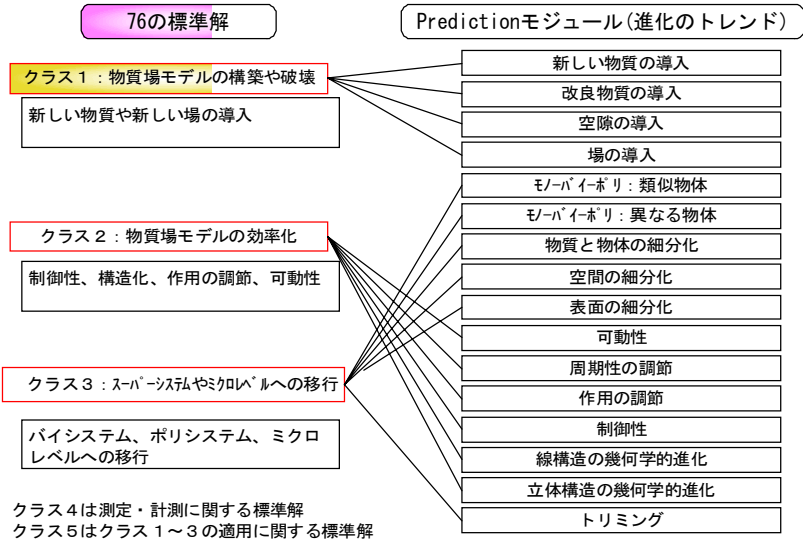 76の標準解
Predictionモジュール(進化のトレンド)
クラス1：物質場モデルの構築や破壊
新しい物質や新しい場の導入
クラス2：物質場モデルの効率化
制御性、構造化、作用の調節、可動性
クラス3：ｽｰﾊﾟｰｼｽﾃﾑやﾐｸﾛﾚﾍﾞﾙへの移行
バイシステム、ポリシステム、ミクロ
レベルへの移行
クラス4は測定・計測に関する標準解
クラス5はクラス1～3の適用に関する標準解
新しい物質の導入
改良物質の導入
空隙の導入
場の導入
ﾓﾉｰﾊﾞｲｰﾎﾟﾘ：類似物体
ﾓﾉｰﾊﾞｲｰﾎﾟﾘ：異なる物体
物質と物体の細分化
空間の細分化
表面の細分化
可動性
周期性の調節
作用の調節
制御性
線構造の幾何学的進化
立体構造の幾何学的進化
トリミング